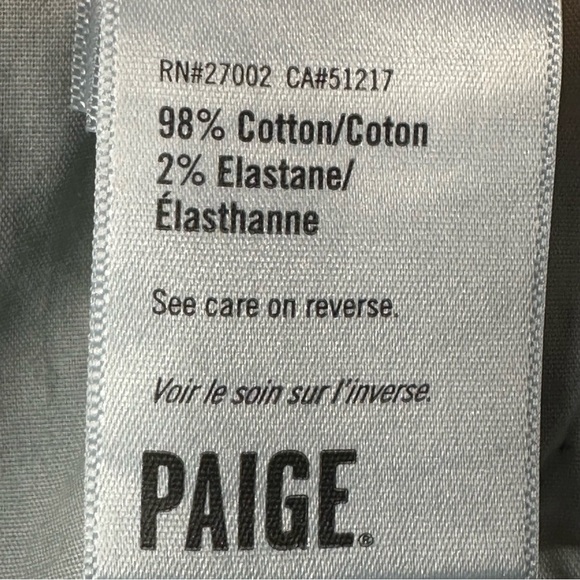 RN#27002 CA#51217
98% Cotton/Coton
2% Elastane/
Élasthanne
See care on reverse.
Voir le soin sur l'inverse.
PAIGE®